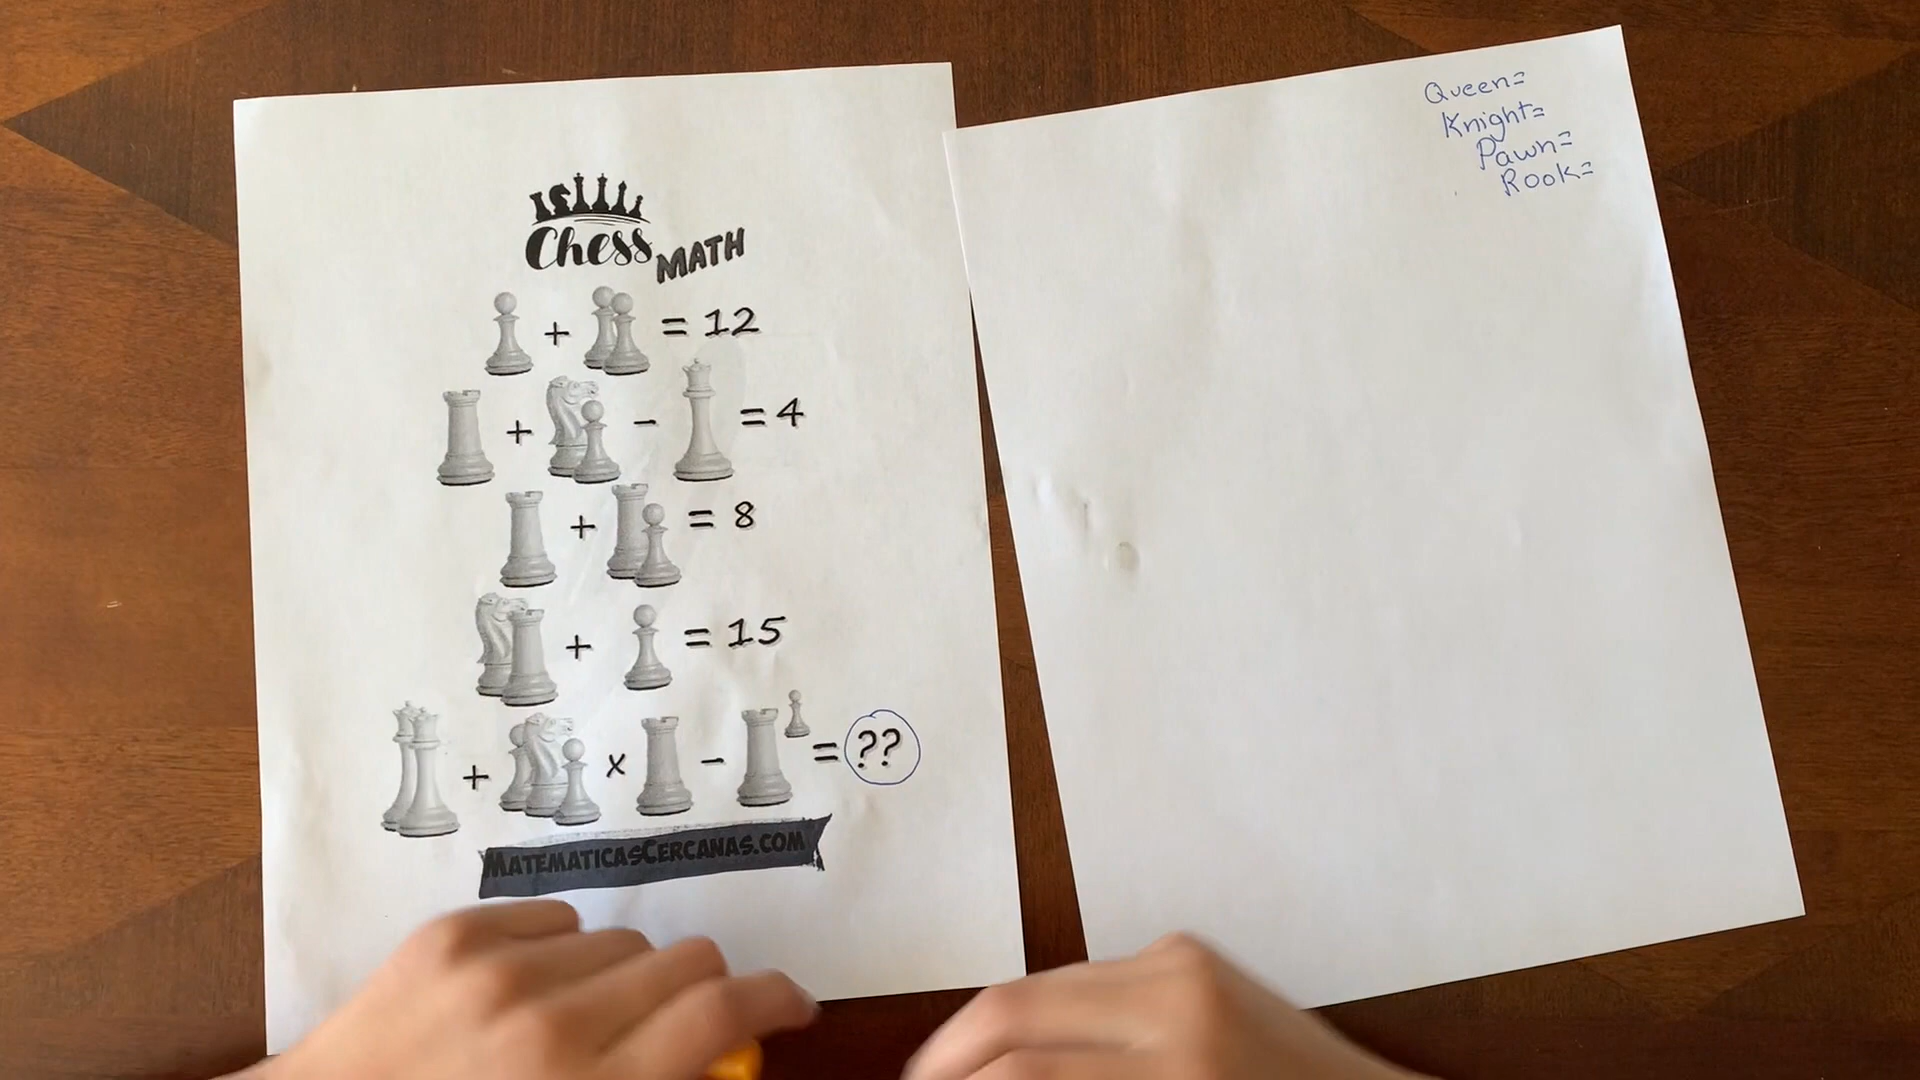 Chess MATH
+ = 12
+ - = 4
+ = 8
+ = 15
+ x - = ??
MATEMATICASCERCANAS.COM
Queen=
Knight=
Pawn=
Rook=